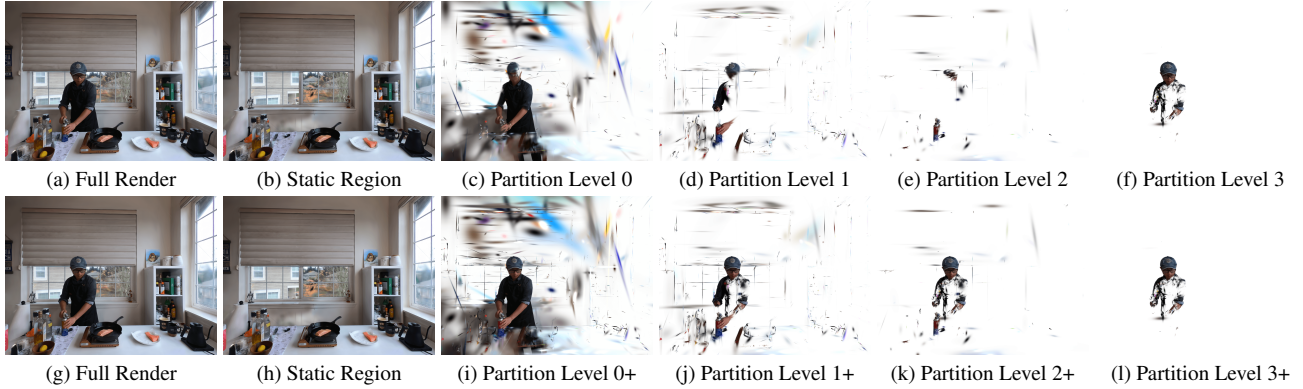 (a) Full Render (b) Static Region (c) Partition Level 0 (d) Partition Level 1 (e) Partition Level 2 (f) Partition Level 3
(g) Full Render (h) Static Region (i) Partition Level 0+ (j) Partition Level 1+ (k) Partition Level 2+ (l) Partition Level 3+